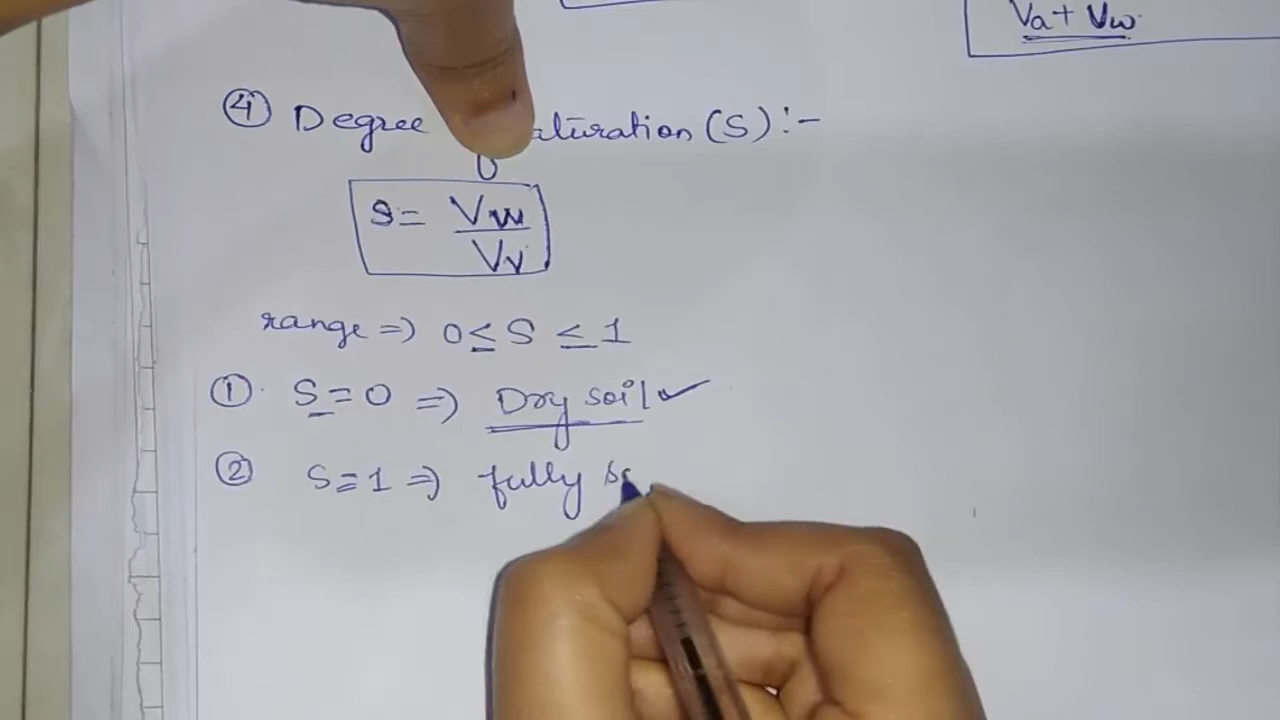 Va + Vw
④ Degree aturation (S) :-
S = Vw
Vv
range => 0 ≤ S ≤ 1
① S = 0 => Dry soil ✓
② S = 1 => fully